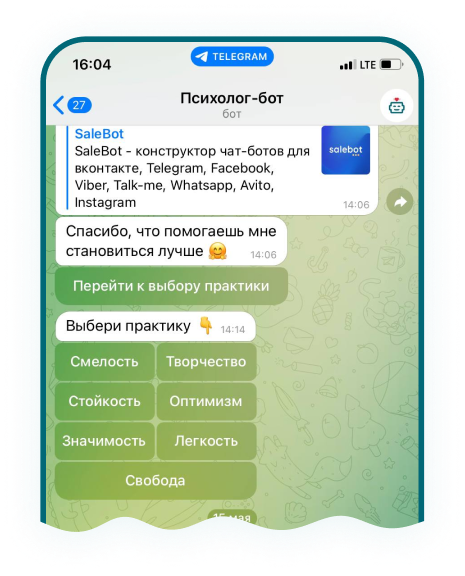 16:04
TELEGRAM
LTE
27
Психолог-бот
бот
SaleBot
SaleBot - конструктор чат-ботов для
вконтакте, Telegram, Facebook,
Viber, Talk-me, Whatsapp, Avito,
Instagram
salebot
14:06
Спасибо, что помогаешь мне
становиться лучше 🤗
14:06
Перейти к выбору практики
Выбери практику 👇
14:14
Смелость
Творчество
Стойкость
Оптимизм
Значимость
Легкость
Свобода
15 мая